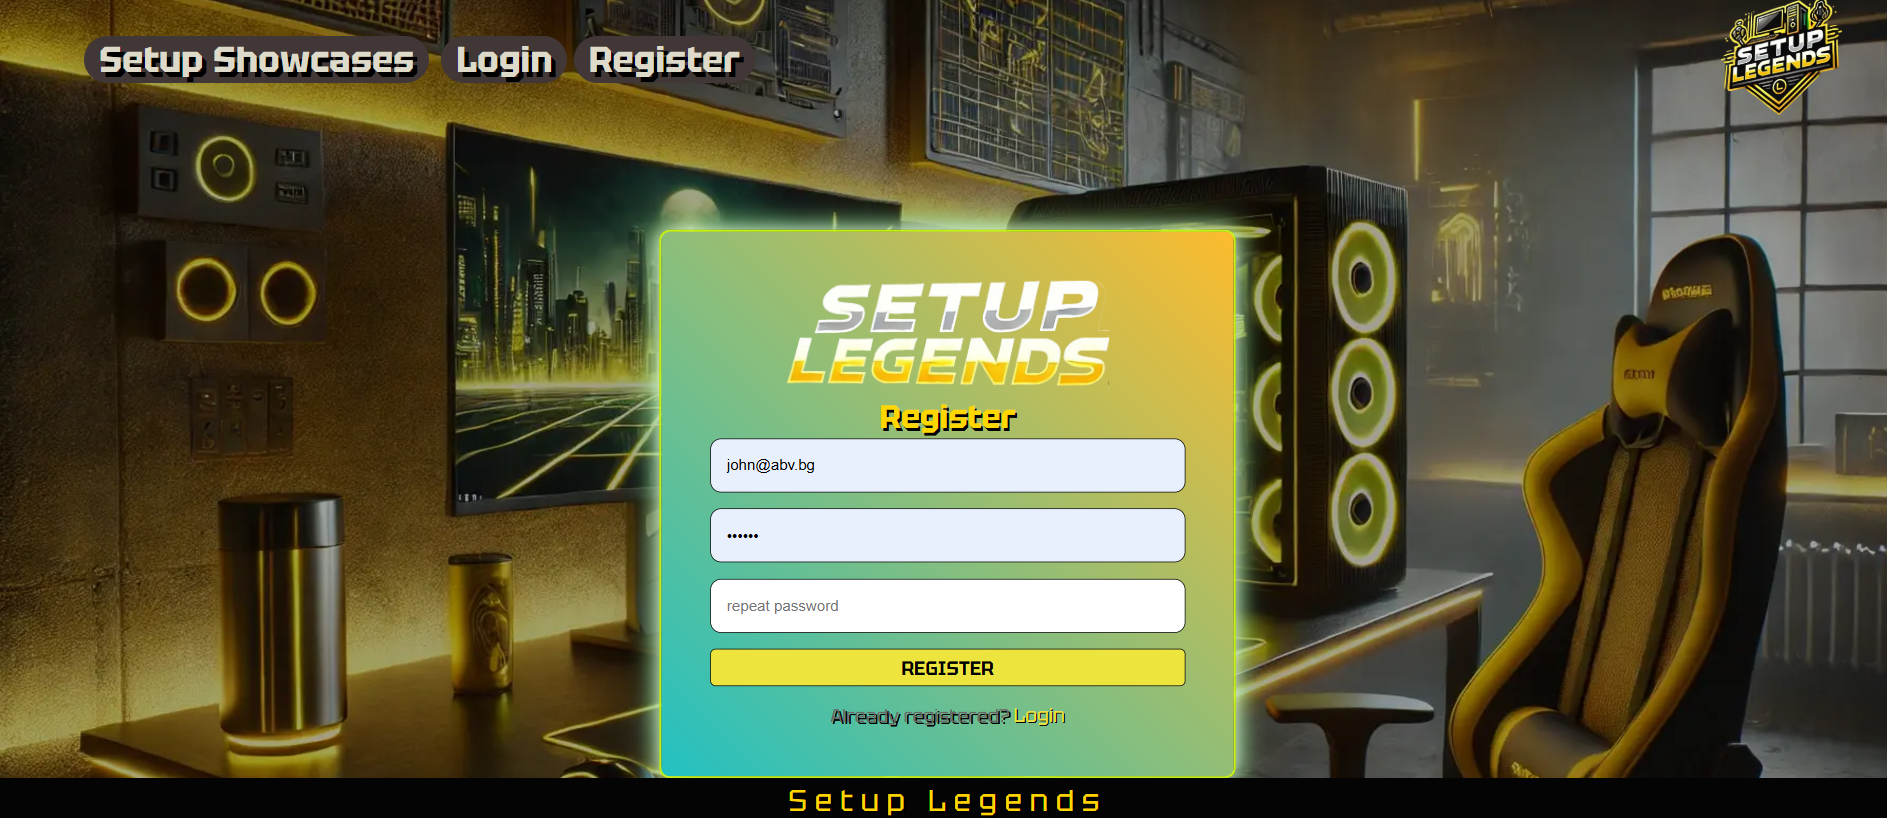 Setup Showcases Login Register
SETUP
LEGENDS
SETUP
LEGENDS
Register
john@abv.bg
••••••
repeat password
REGISTER
Already registered? Login
Setup Legends